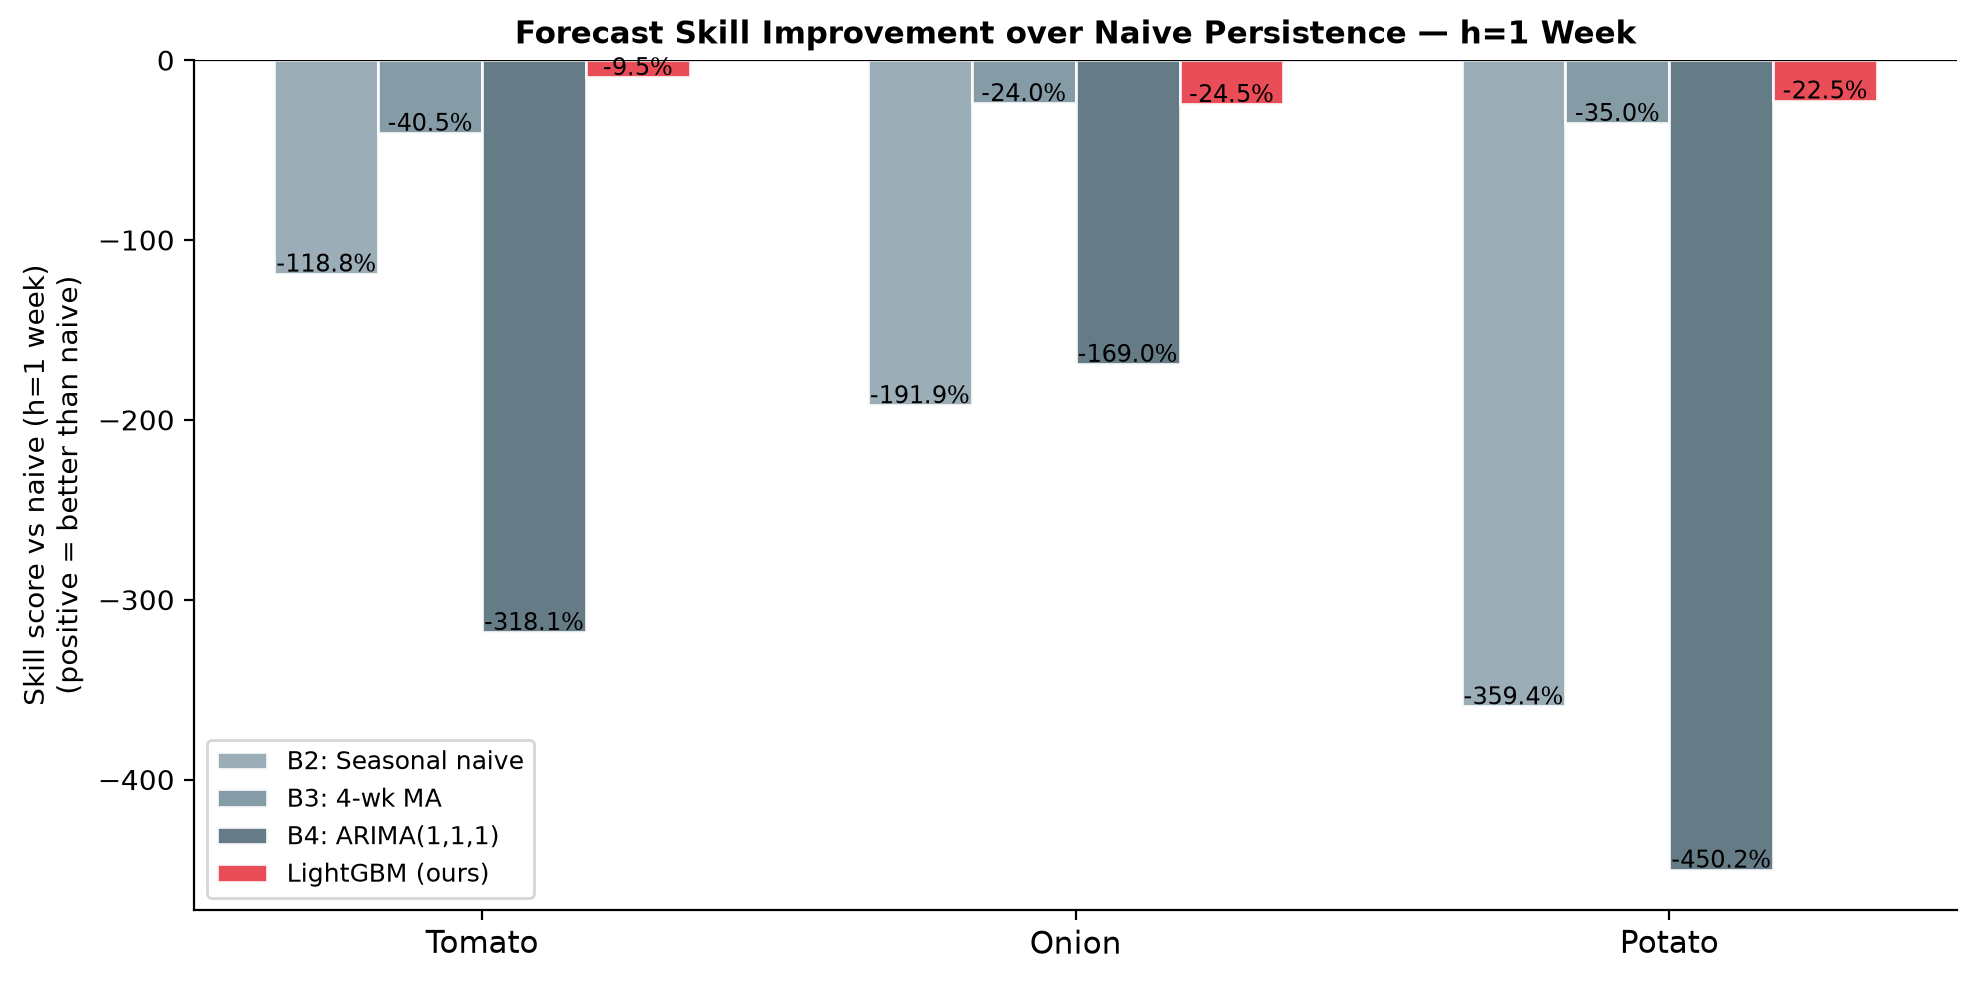 Forecast Skill Improvement over Naive Persistence — h=1 Week
Skill score vs naive (h=1 week)
(positive = better than naive)
0
−100
−200
−300
−400
-118.8%
-40.5%
-318.1%
-9.5%
-191.9%
-24.0%
-169.0%
-24.5%
-359.4%
-35.0%
-450.2%
-22.5%
B2: Seasonal naive
B3: 4-wk MA
B4: ARIMA(1,1,1)
LightGBM (ours)
Tomato
Onion
Potato